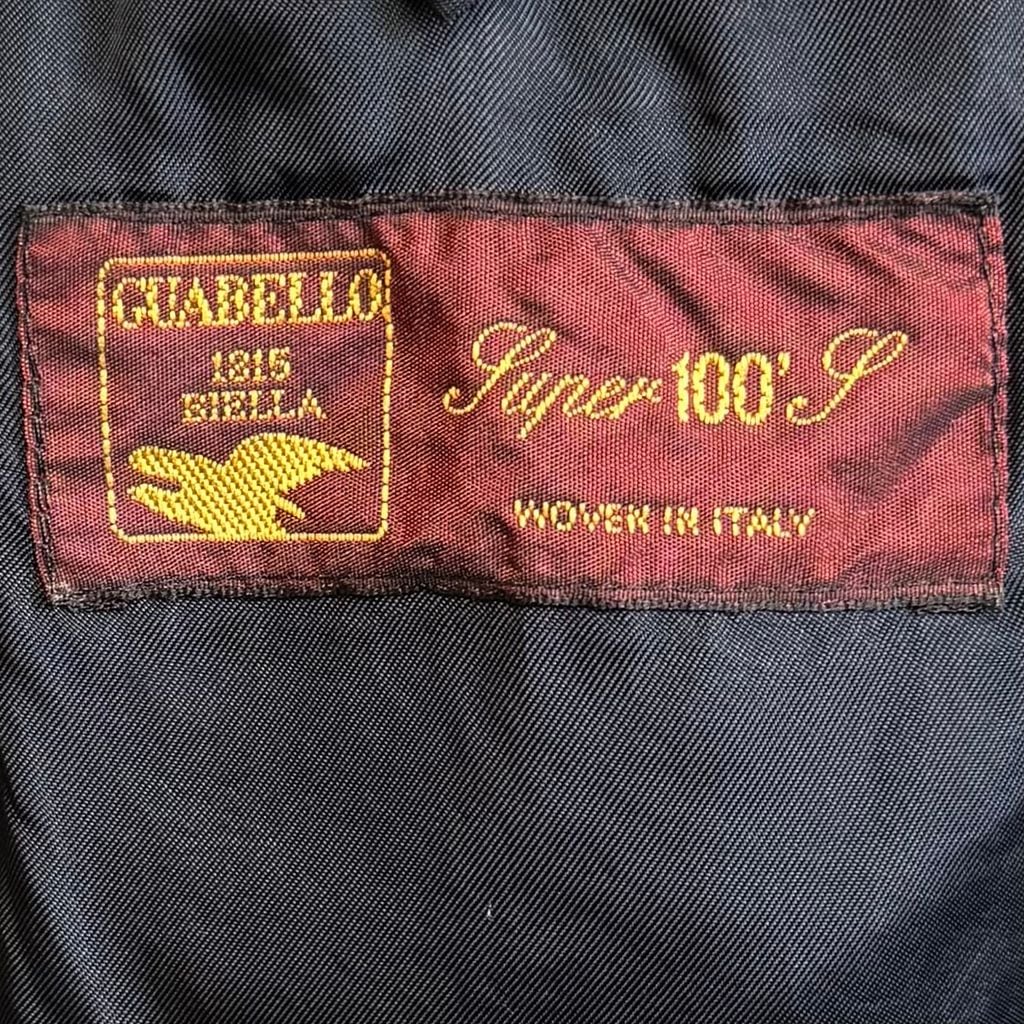 GUABELLO
1815
BIELLA
Super 100'S
WOVEN IN ITALY